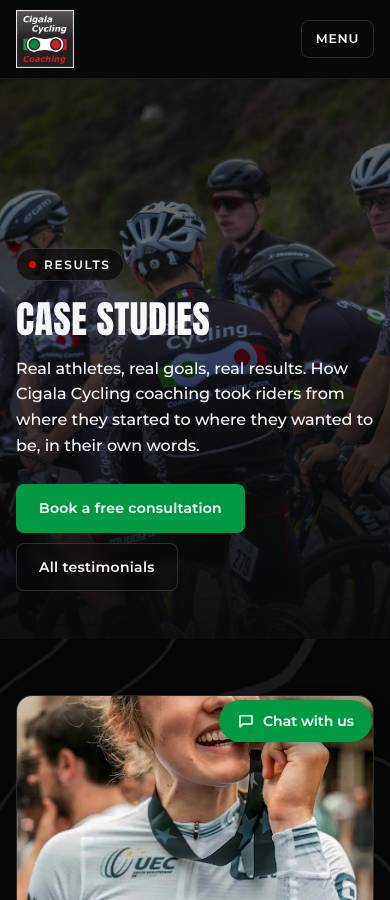 Cigala
Cycling
Coaching
MENU
RESULTS
CASE STUDIES
Real athletes, real goals, real results. How
Cigala Cycling coaching took riders from
where they started to where they wanted to
be, in their own words.
Book a free consultation
All testimonials
Cycling
279
Chat with us
UEC